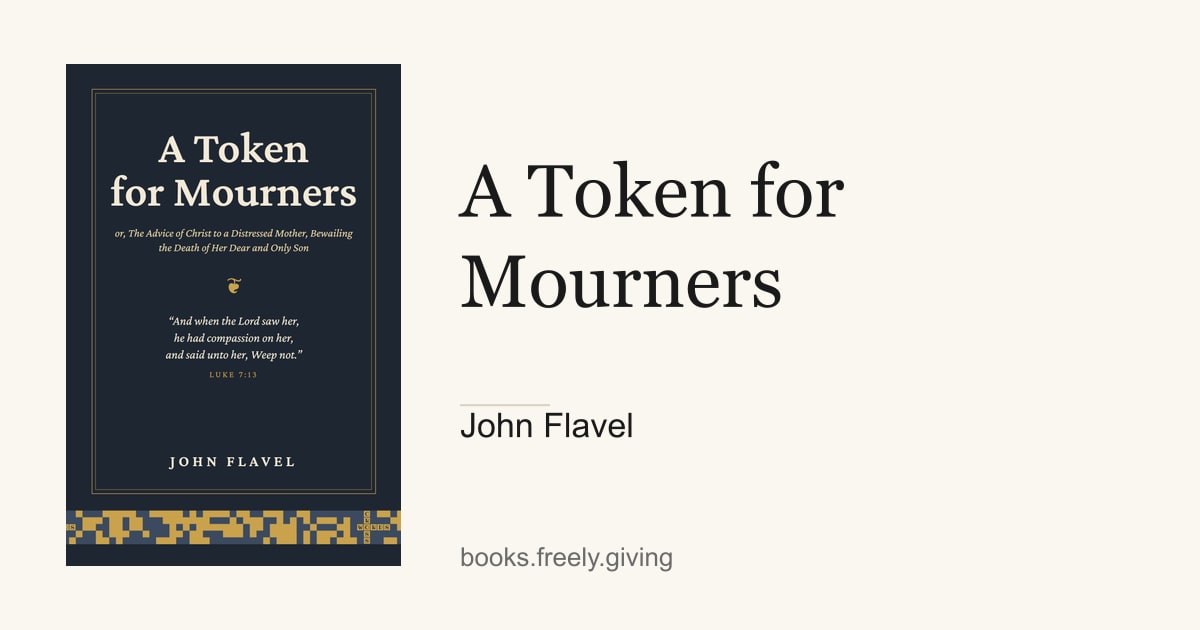 A Token
for Mourners
or, The Advice of Christ to a Distressed Mother, Bewailing
the Death of Her Dear and Only Son
“And when the Lord saw her,
he had compassion on her,
and said unto her, Weep not.”
LUKE 7:13
JOHN FLAVEL
A Token for
Mourners
John Flavel
books.freely.giving